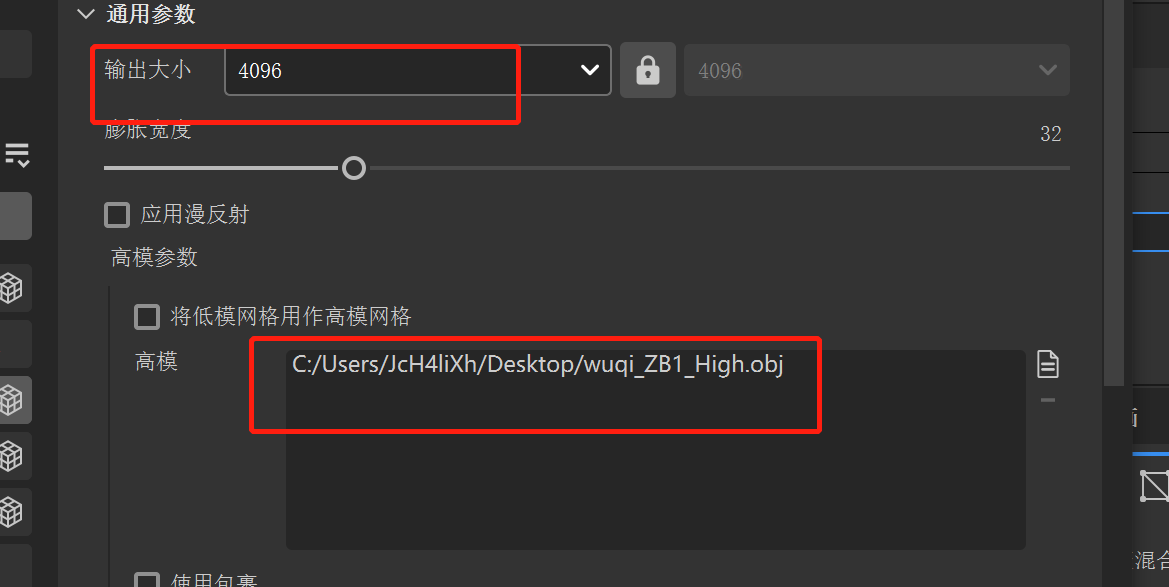 通用参数
输出大小 4096 4096
膨胀宽度 32
应用漫反射
高模参数
将低模网格用作高模网格
高模 C:/Users/JcH4liXh/Desktop/wuqi_ZB1_High.obj
使用包裹
混合